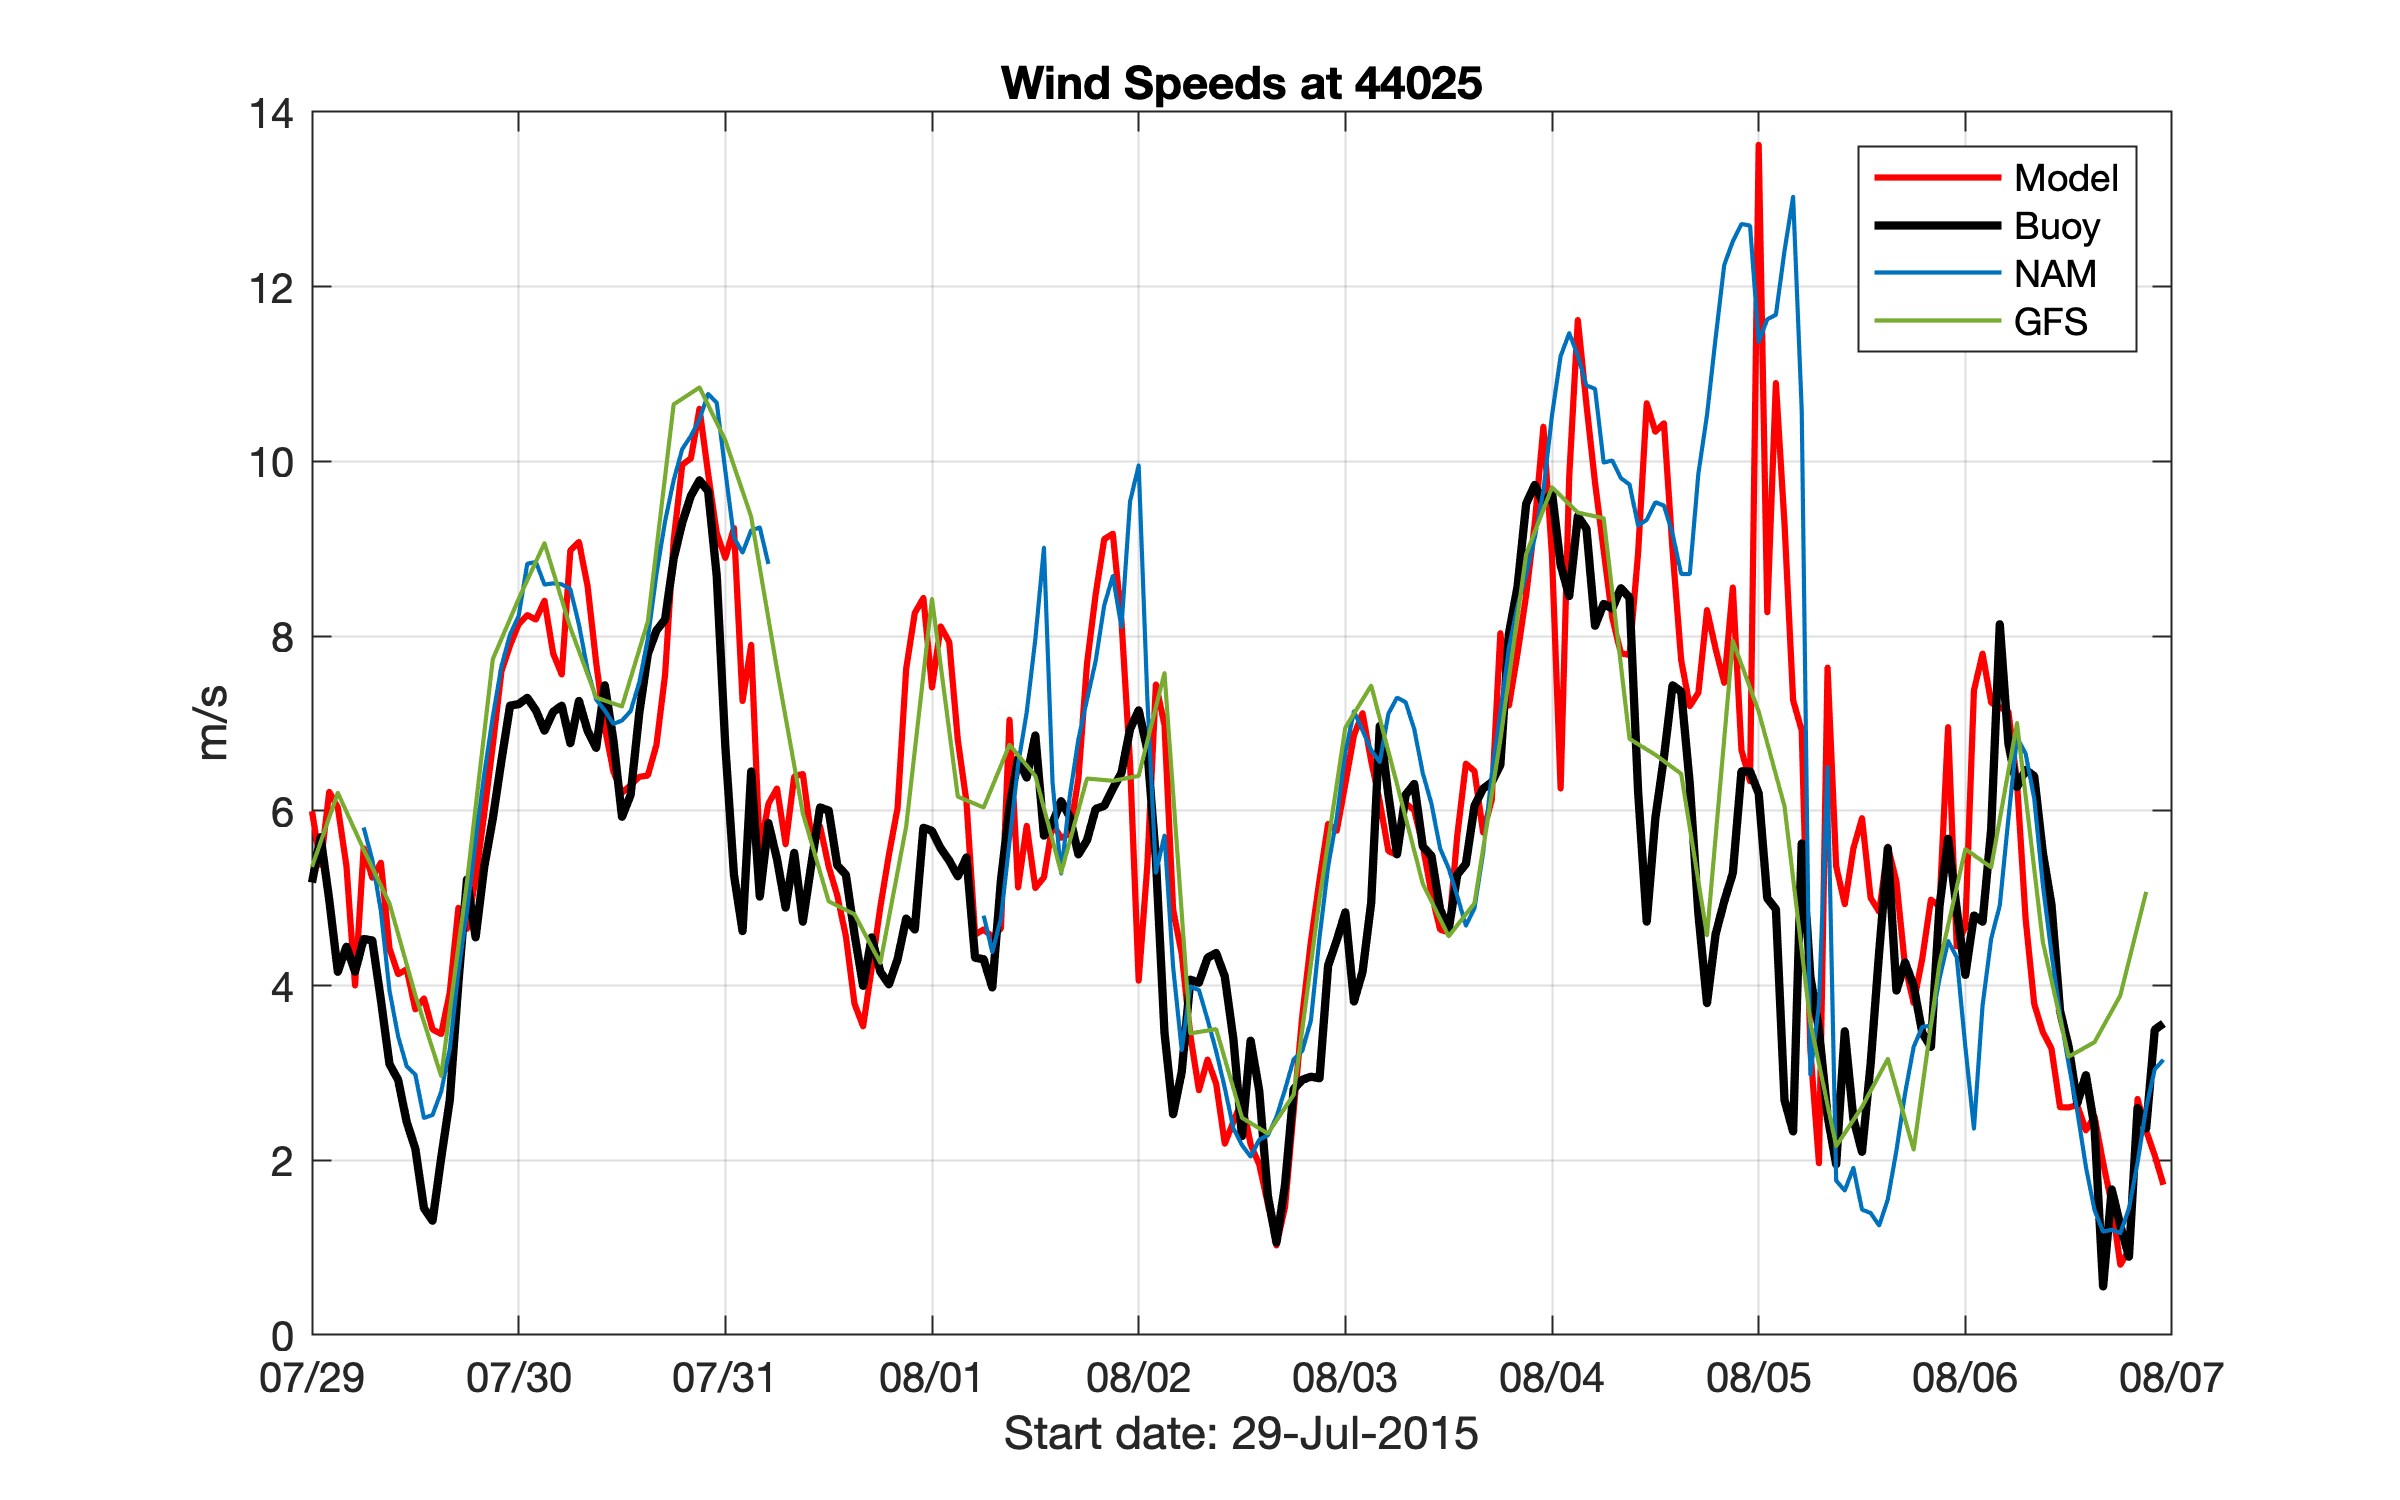 Wind Speeds at 44025
14
12
10
8
6
4
2
0
m/s
Model
Buoy
NAM
GFS
07/29 07/30 07/31 08/01 08/02 08/03 08/04 08/05 08/06 08/07
Start date: 29-Jul-2015